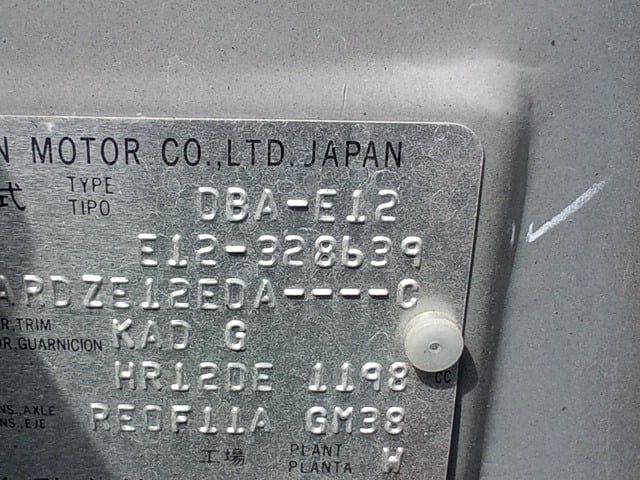 N MOTOR CO.,LTD. JAPAN
式 TYPE TIPO DBA-E12
E12-328639
ARDZE12EDA----C
R,TRIM
OR,GUARNICION KAD G
HR12DE 1198 CC
NS.,AXLE
NS.,EJE RE0F11A GM38
工場 PLANT PLANTA W